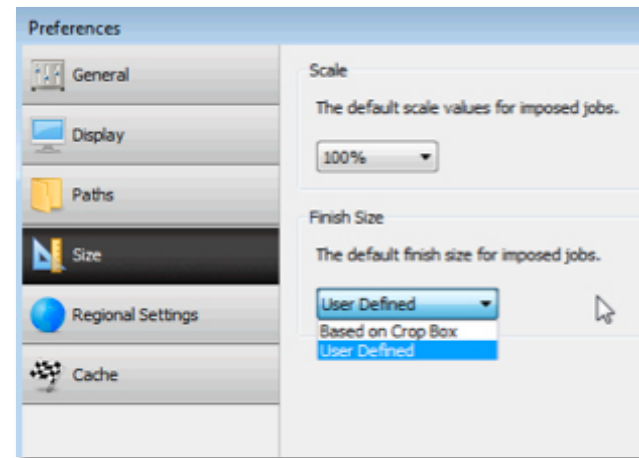 Preferences
General
Display
Paths
Size
Regional Settings
Cache
Scale
The default scale values for imposed jobs.
100%
Finish Size
The default finish size for imposed jobs.
User Defined
Based on Crop Box
User Defined